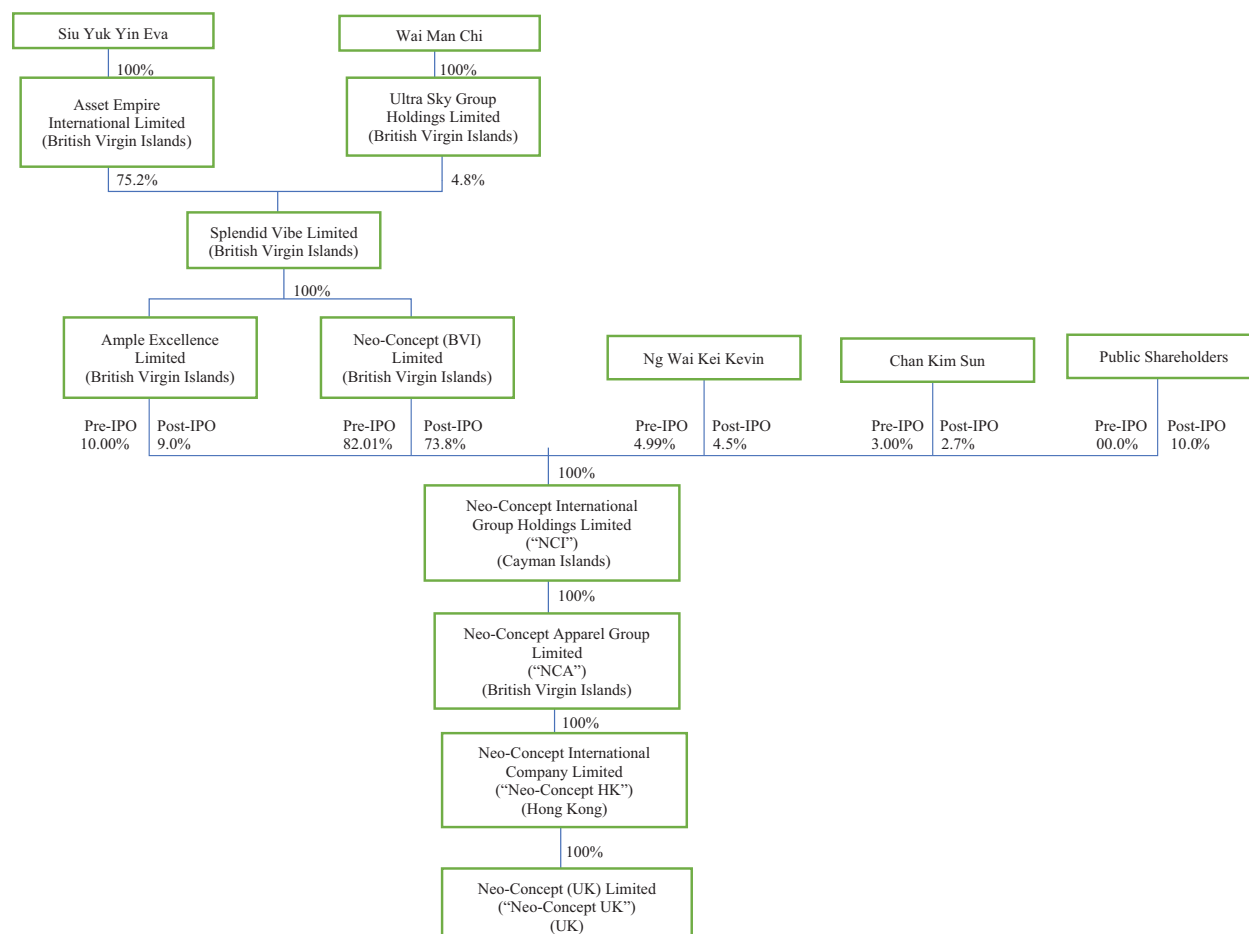 Siu Yuk Yin Eva
Wai Man Chi
100%
100%
Asset Empire
International Limited
(British Virgin Islands)
Ultra Sky Group
Holdings Limited
(British Virgin Islands)
75.2%
4.8%
Splendid Vibe Limited
(British Virgin Islands)
100%
Ample Excellence
Limited
(British Virgin Islands)
Neo-Concept (BVI)
Limited
(British Virgin Islands)
Ng Wai Kei Kevin
Chan Kim Sun
Public Shareholders
Pre-IPO
10.00%
Post-IPO
9.0%
Pre-IPO
82.01%
Post-IPO
73.8%
Pre-IPO
4.99%
Post-IPO
4.5%
Pre-IPO
3.00%
Post-IPO
2.7%
Pre-IPO
00.0%
Post-IPO
10.0%
100%
Neo-Concept International
Group Holdings Limited
(“NCI”)
(Cayman Islands)
100%
Neo-Concept Apparel Group
Limited
(“NCA”)
(British Virgin Islands)
100%
Neo-Concept International
Company Limited
(“Neo-Concept HK”)
(Hong Kong)
100%
Neo-Concept (UK) Limited
(“Neo-Concept UK”)
(UK)